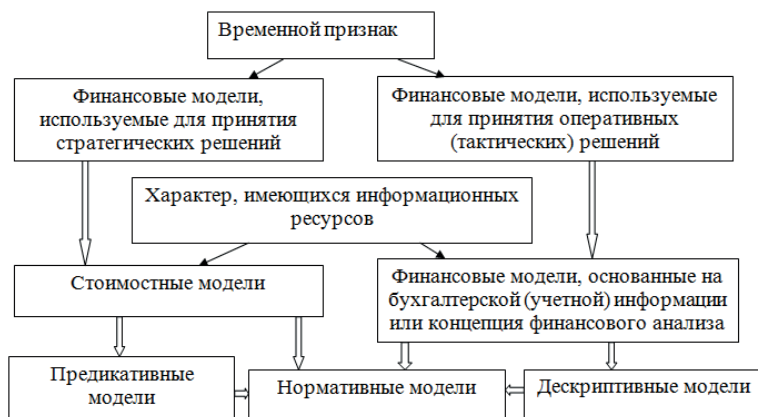 Временной признак
Финансовые модели,
используемые для принятия
стратегических решений
Финансовые модели, используемые
для принятия оперативных
(тактических) решений
Характер, имеющихся информационных
ресурсов
Стоимостные модели
Финансовые модели, основанные на
бухгалтерской (учетной) информации
или концепция финансового анализа
Предикативные
модели
Нормативные модели
Дескриптивные модели